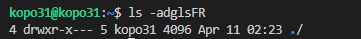 kopo31@kopo31:~$ ls -adglsFR
4 drwxr-x--- 5 kopo31 4096 Apr 11 02:23 ./